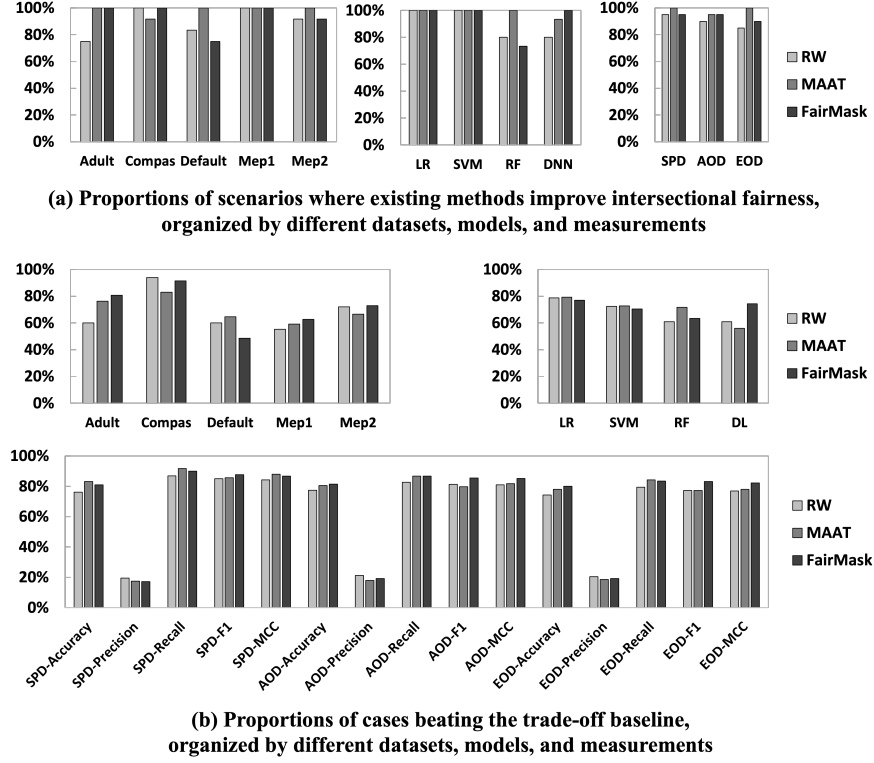 100%
80%
60%
40%
20%
0%
Adult Compas Default Mep1 Mep2
100%
80%
60%
40%
20%
0%
LR SVM RF DNN
100%
80%
60%
40%
20%
0%
SPD AOD EOD
RW
MAAT
FairMask
(a) Proportions of scenarios where existing methods improve intersectional fairness,
organized by different datasets, models, and measurements
100%
80%
60%
40%
20%
0%
Adult Compas Default Mep1 Mep2
100%
80%
60%
40%
20%
0%
LR SVM RF DL
RW
MAAT
FairMask
100%
80%
60%
40%
20%
0%
SPD-Accuracy
SPD-Precision
SPD-Recall
SPD-F1
SPD-MCC
AOD-Accuracy
AOD-Precision
AOD-Recall
AOD-F1
AOD-MCC
EOD-Accuracy
EOD-Precision
EOD-Recall
EOD-F1
EOD-MCC
RW
MAAT
FairMask
(b) Proportions of cases beating the trade-off baseline,
organized by different datasets, models, and measurements